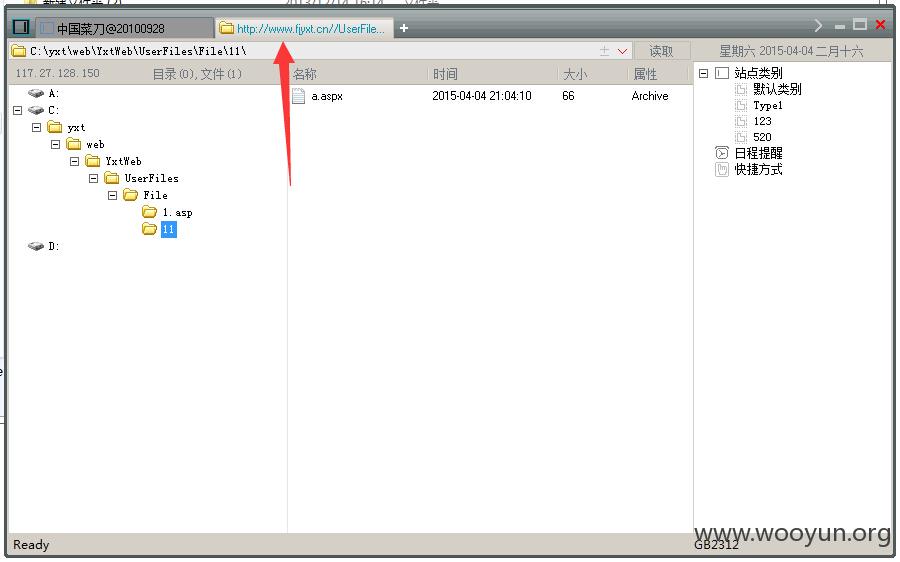 中国菜刀@20100928
http://www.fjyxt.cn//UserFile...
C:\yxt\web\YxtWeb\UserFiles\File\11\
读取
星期六 2015-04-04 二月十六
117.27.128.150
目录(0),文件(1)
名称
时间
大小
属性
A:
C:
yxt
web
YxtWeb
UserFiles
File
1.asp
11
D:
a.aspx
2015-04-04 21:04:10
66
Archive
站点类别
默认类别
Type1
123
520
日程提醒
快捷方式
www.wooyun.org
Ready
GB2312